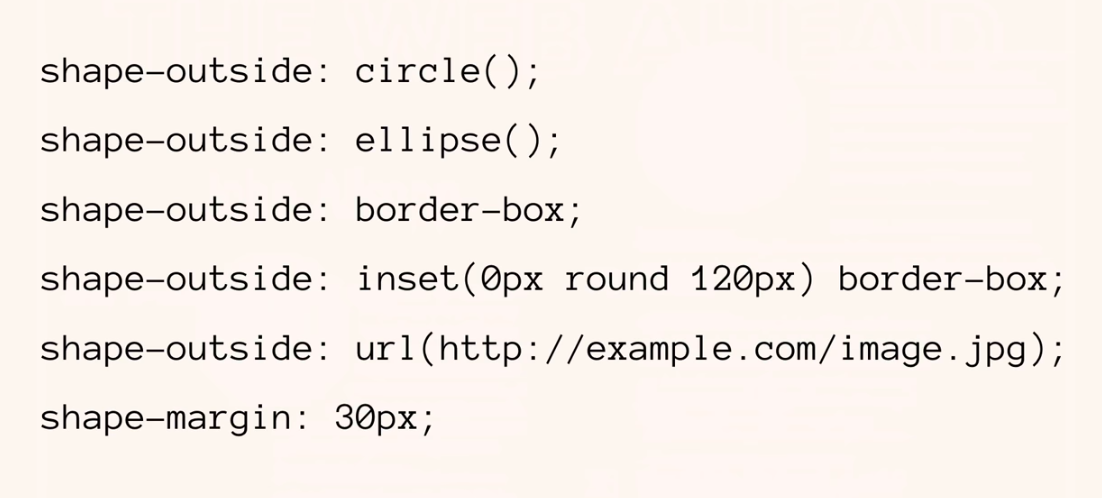 shape-outside: circle();
shape-outside: ellipse();
shape-outside: border-box;
shape-outside: inset(0px round 120px) border-box;
shape-outside: url(http://example.com/image.jpg);
shape-margin: 30px;